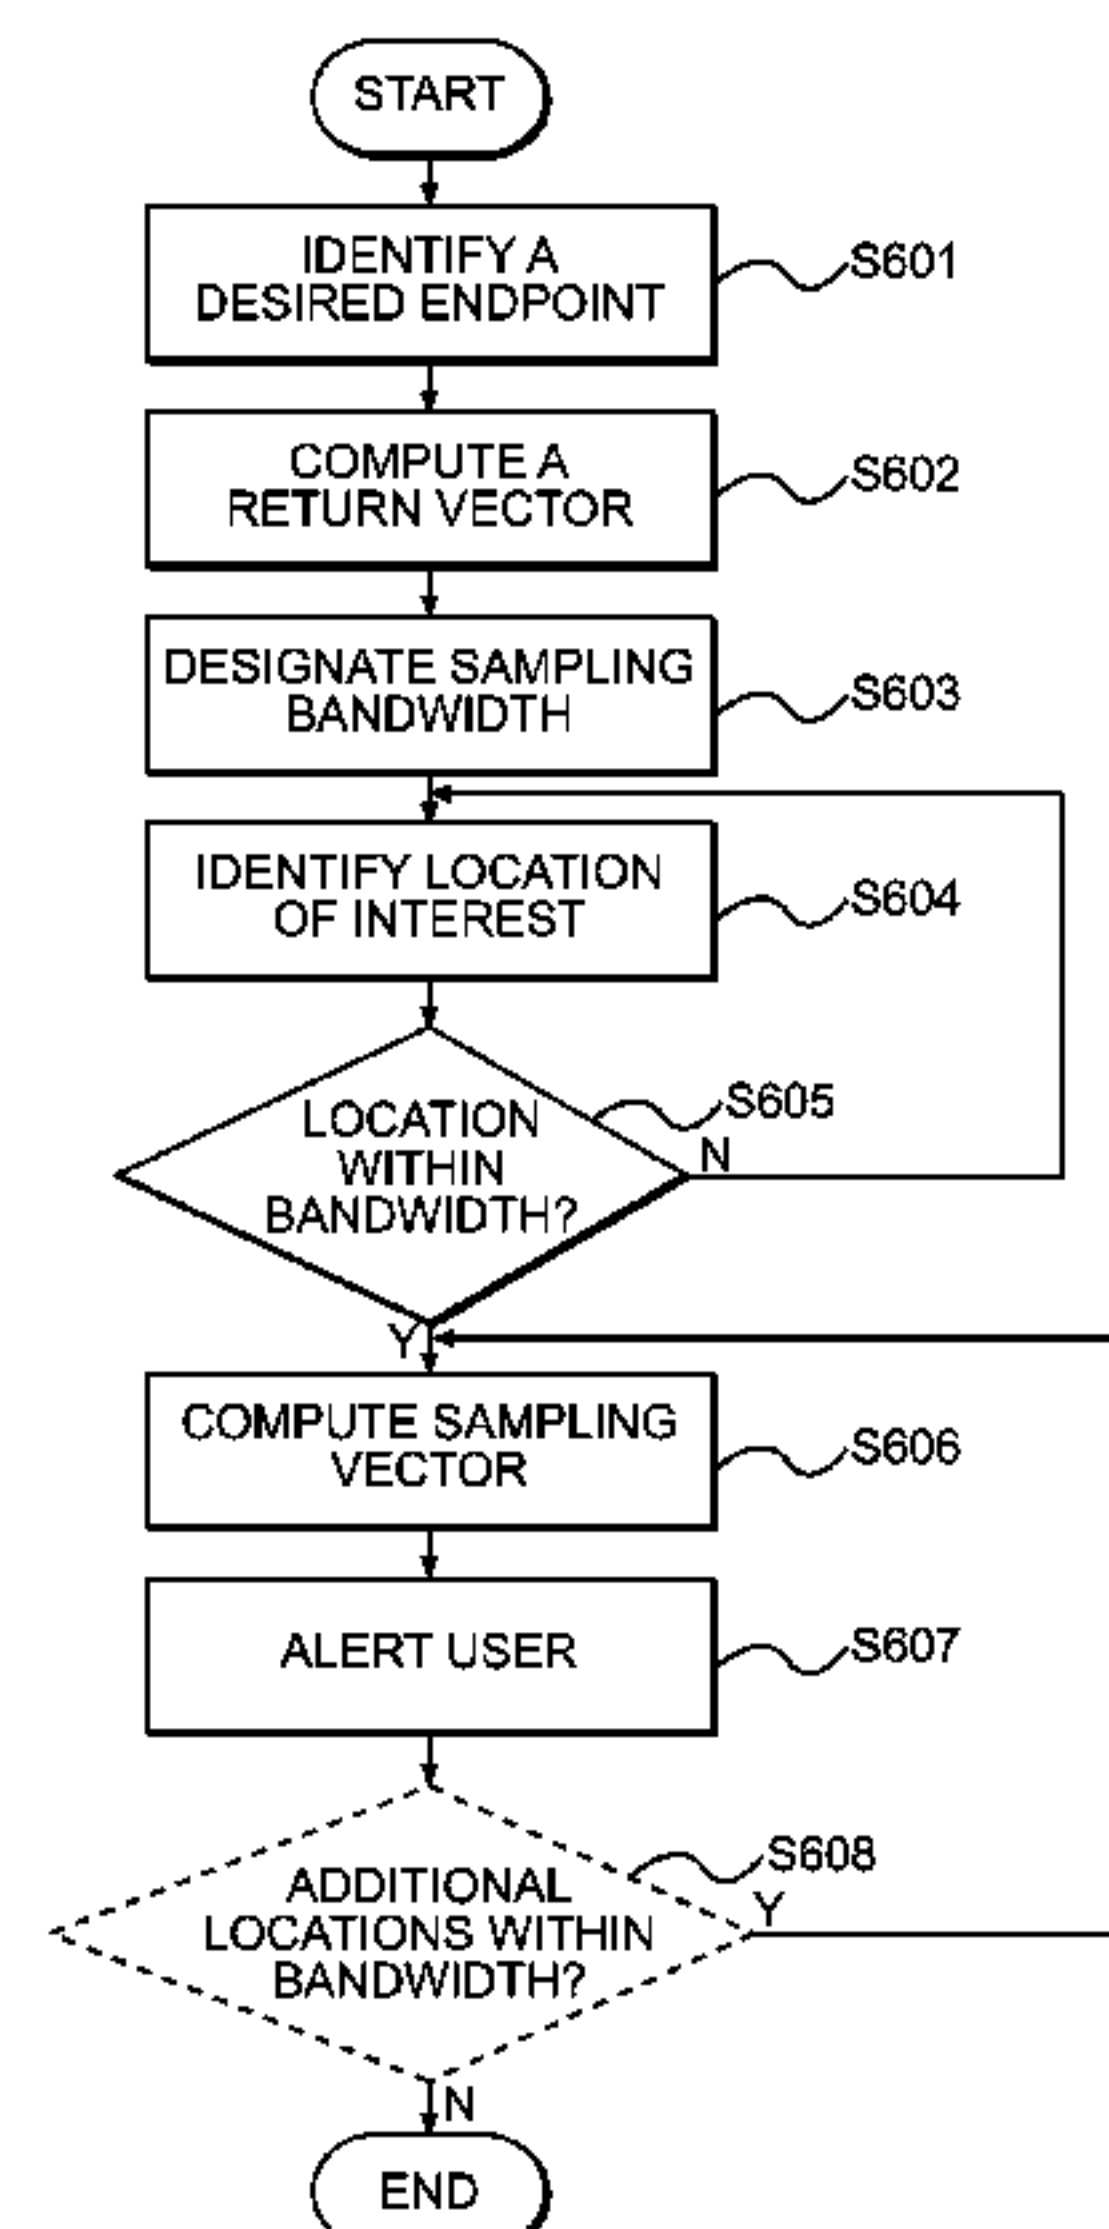 START
IDENTIFY A
DESIRED ENDPOINT
S601
COMPUTE A
RETURN VECTOR
S602
DESIGNATE SAMPLING
BANDWIDTH
S603
IDENTIFY LOCATION
OF INTEREST
S604
LOCATION
WITHIN
BANDWIDTH?
S605
N
Y
COMPUTE SAMPLING
VECTOR
S606
ALERT USER
S607
ADDITIONAL
LOCATIONS WITHIN
BANDWIDTH?
S608
Y
N
END